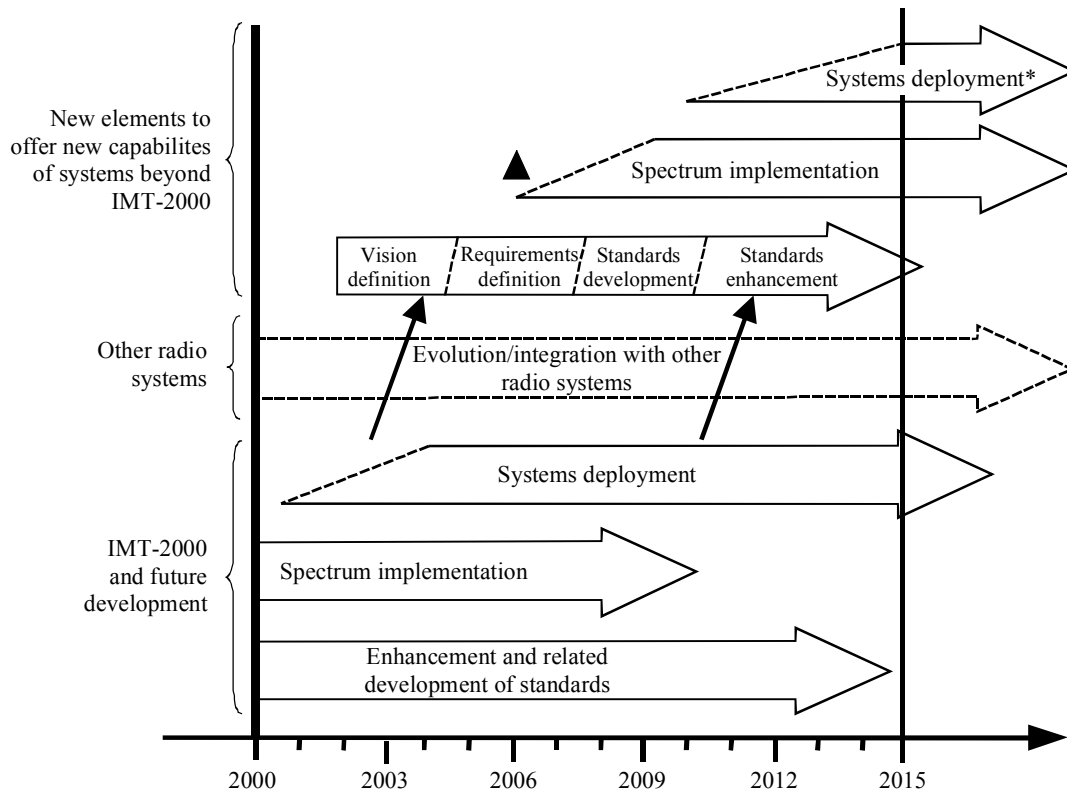 Systems deployment*
New elements to
offer new capabilites
of systems beyond
IMT-2000
Spectrum implementation
Vision
definition
Requirements
definition
Standards
development
Standards
enhancement
Other radio
systems
Evolution/integration with other
radio systems
Systems deployment
IMT-2000
and future
development
Spectrum implementation
Enhancement and related
development of standards
2000
2003
2006
2009
2012
2015